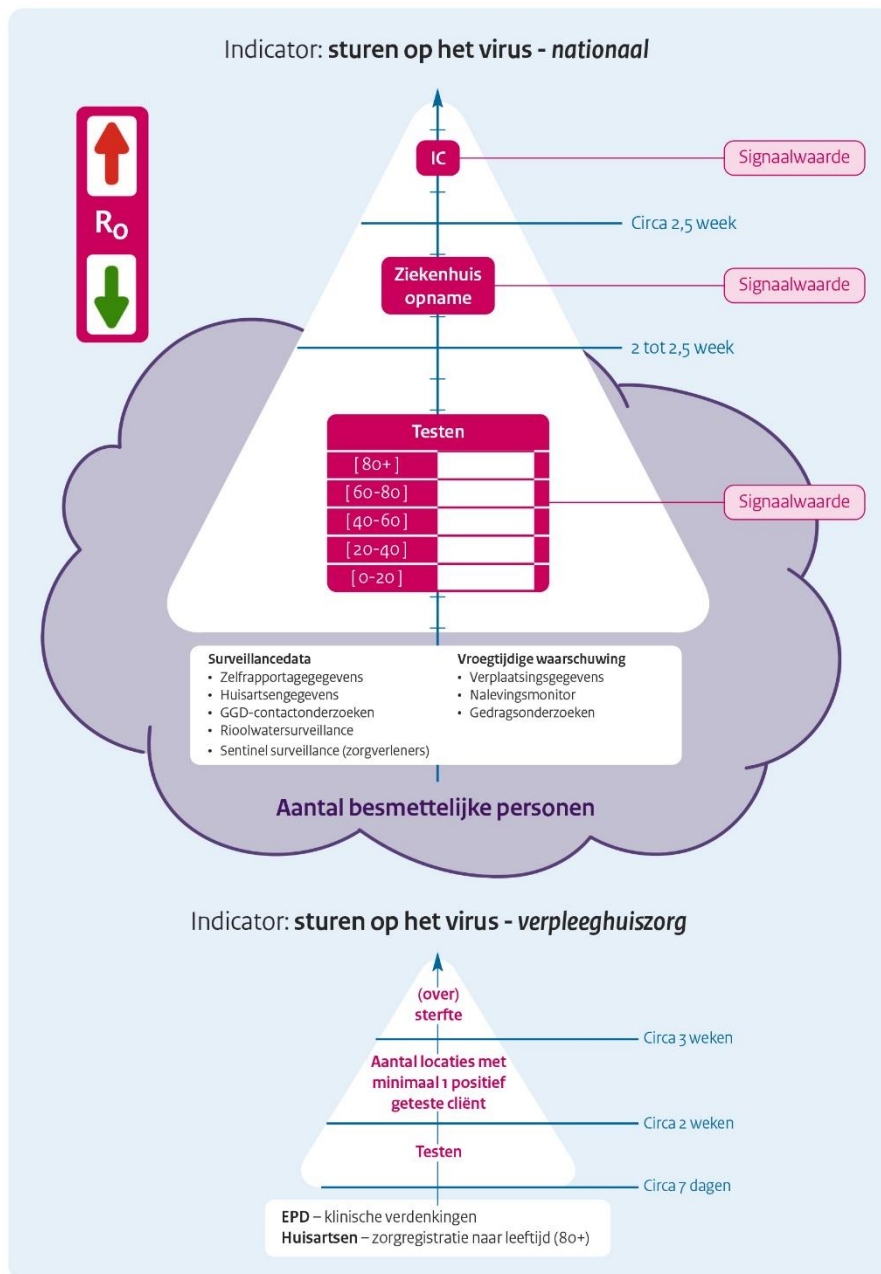 Indicator: sturen op het virus - nationaal
R0
IC
Signaalwaarde
Circa 2,5 week
Ziekenhuis
opname
Signaalwaarde
2 tot 2,5 week
Testen
[80+]
[60-80]
[40-60]
[20-40]
[0-20]
Signaalwaarde
Surveillancedata
• Zelfrapportagegegevens
• Huisartsengegevens
• GGD-contactonderzoeken
• Rioolwatersurveillance
• Sentinel surveillance (zorgverleners)
Vroegtijdige waarschuwing
• Verplaatsingsgegevens
• Nalevingsmonitor
• Gedragsonderzoeken
Aantal besmettelijke personen
Indicator: sturen op het virus - verpleeghuiszorg
(over)
sterfte
Circa 3 weken
Aantal locaties met
minimaal 1 positief
geteste cliënt
Circa 2 weken
Testen
Circa 7 dagen
EPD – klinische verdenkingen
Huisartsen – zorgregistratie naar leeftijd (80+)